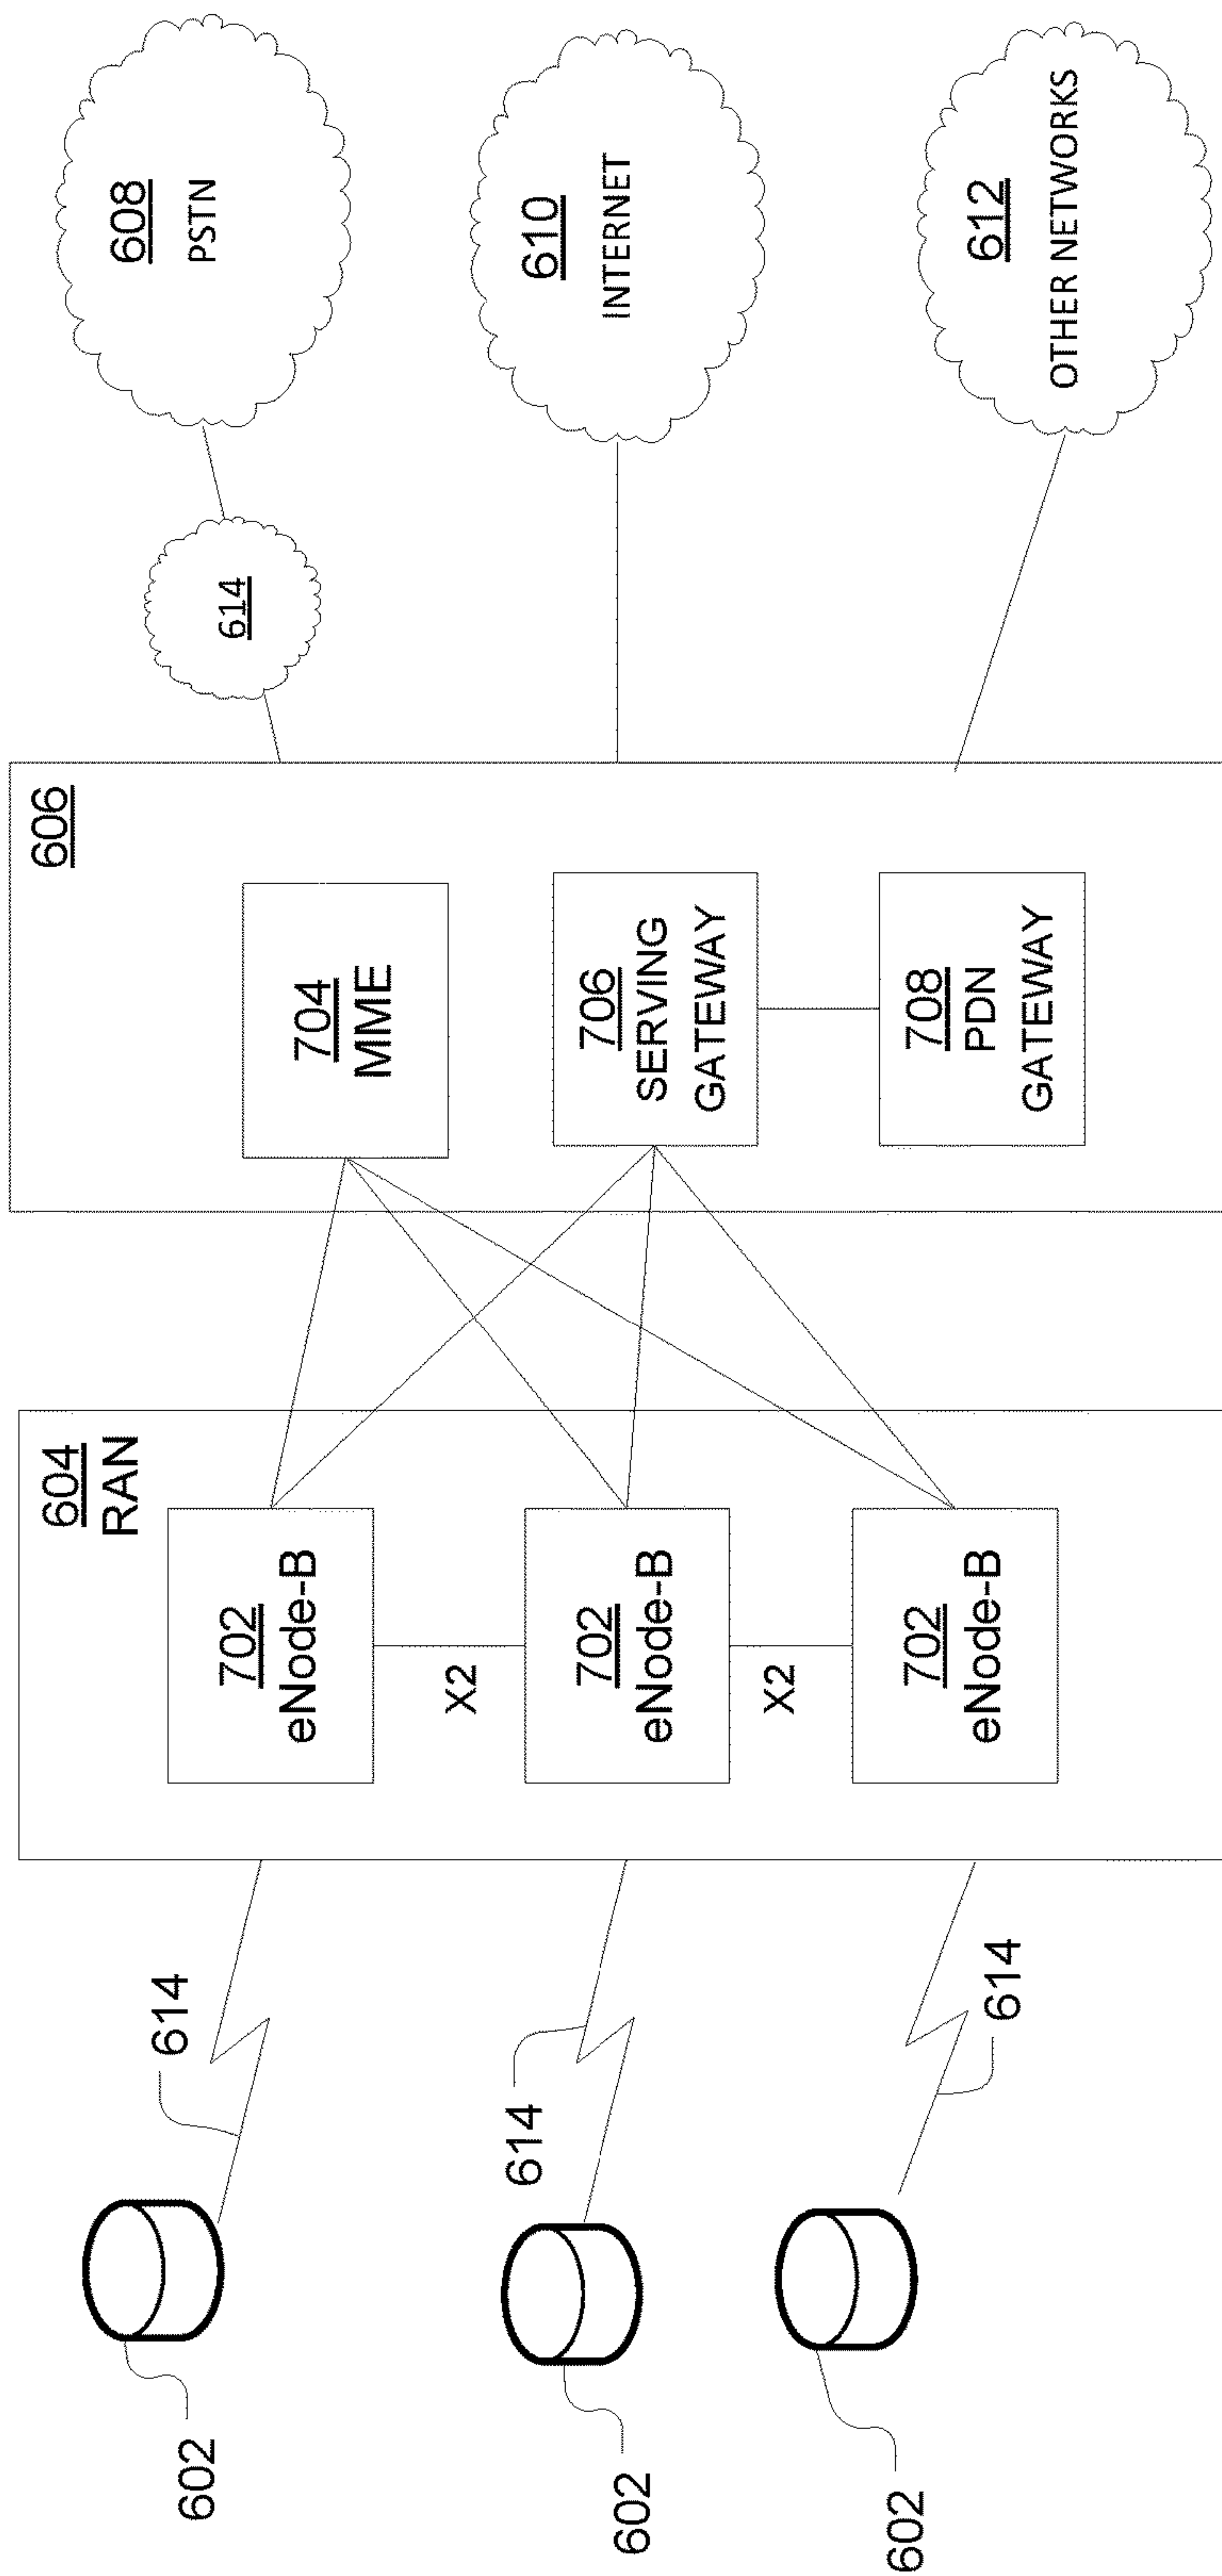 602
614
602
614
602
614
604
RAN
702
eNode-B
X2
702
eNode-B
X2
702
eNode-B
606
704
MME
706
SERVING
GATEWAY
708
PDN
GATEWAY
614
608
PSTN
610
INTERNET
612
OTHER NETWORKS